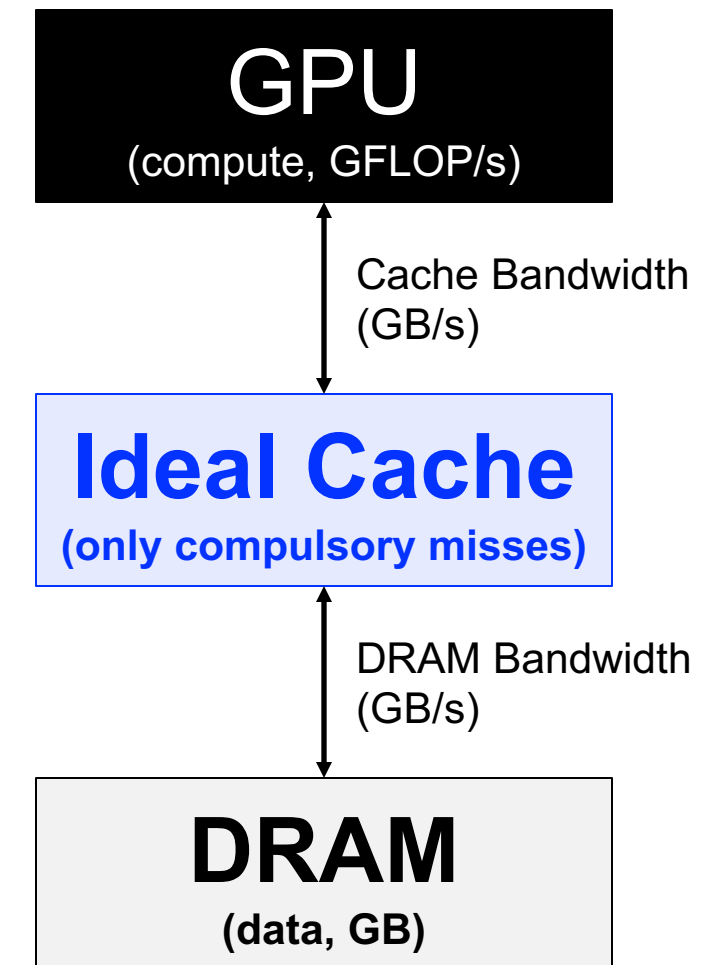 GPU
(compute, GFLOP/s)
Cache Bandwidth
(GB/s)
Ideal Cache
(only compulsory misses)
DRAM Bandwidth
(GB/s)
DRAM
(data, GB)